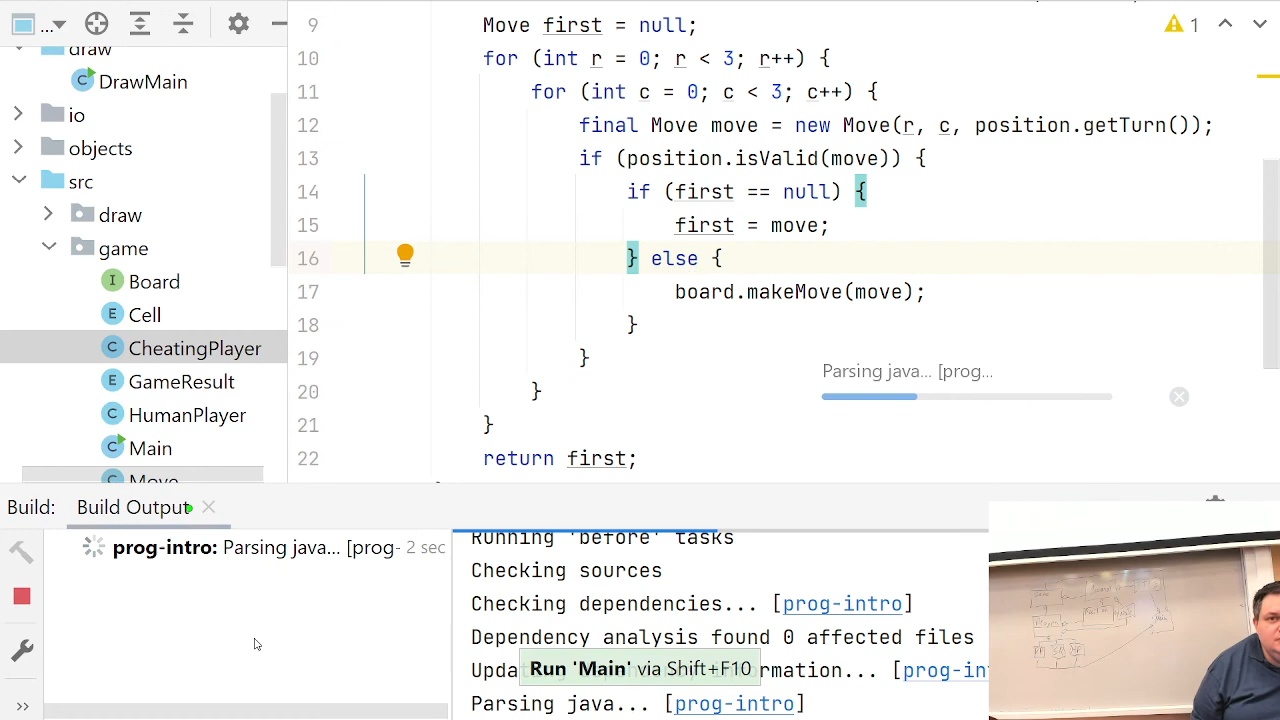 ...
draw
DrawMain
io
objects
src
draw
game
Board
Cell
CheatingPlayer
GameResult
HumanPlayer
Main
Move
9 Move first = null;
10 for (int r = 0; r < 3; r++) {
11 for (int c = 0; c < 3; c++) {
12 final Move move = new Move(r, c, position.getTurn());
13 if (position.isValid(move)) {
14 if (first == null) {
15 first = move;
16 } else {
17 board.makeMove(move);
18 }
19 }
20 }
21 }
22 return first;
1
Parsing java... [prog...
Build: Build Output
prog-intro: Parsing java... [prog- 2 sec
Running 'before' tasks
Checking sources
Checking dependencies... [prog-intro]
Dependency analysis found 0 affected files
Run 'Main' via Shift+F10
Parsing java... [prog-intro]